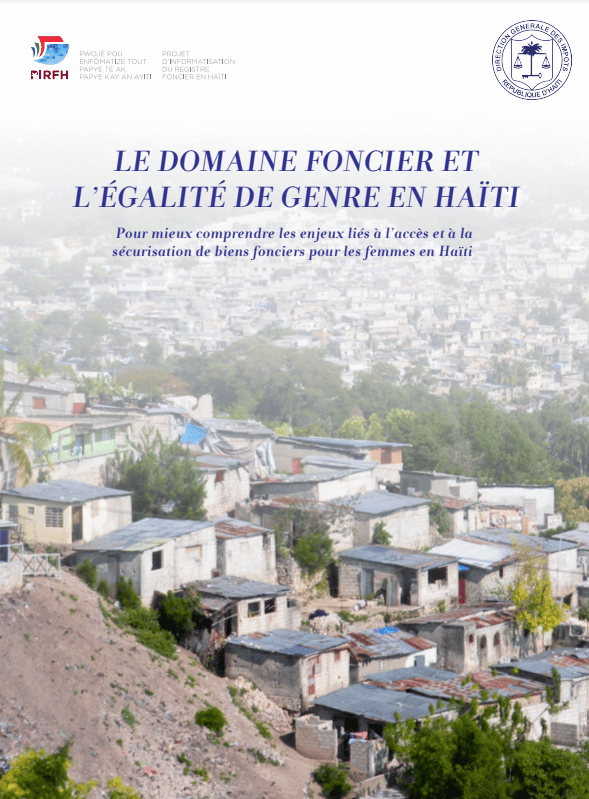 PIRFH
PWOJÈ POU
ENFOMATIZE TOUT
PAPYE TÈ AK
PAPYE KAY AN AYITI
PROJET
D'INFORMATISATION
DU REGISTRE
FONCIER EN HAÏTI
DIRECTION GENERALE DES IMPOTS
REPUBLIQUE D'HAITI
LE DOMAINE FONCIER ET
L'ÉGALITÉ DE GENRE EN HAÏTI
Pour mieux comprendre les enjeux liés à l'accès et à la
sécurisation de biens fonciers pour les femmes en Haïti